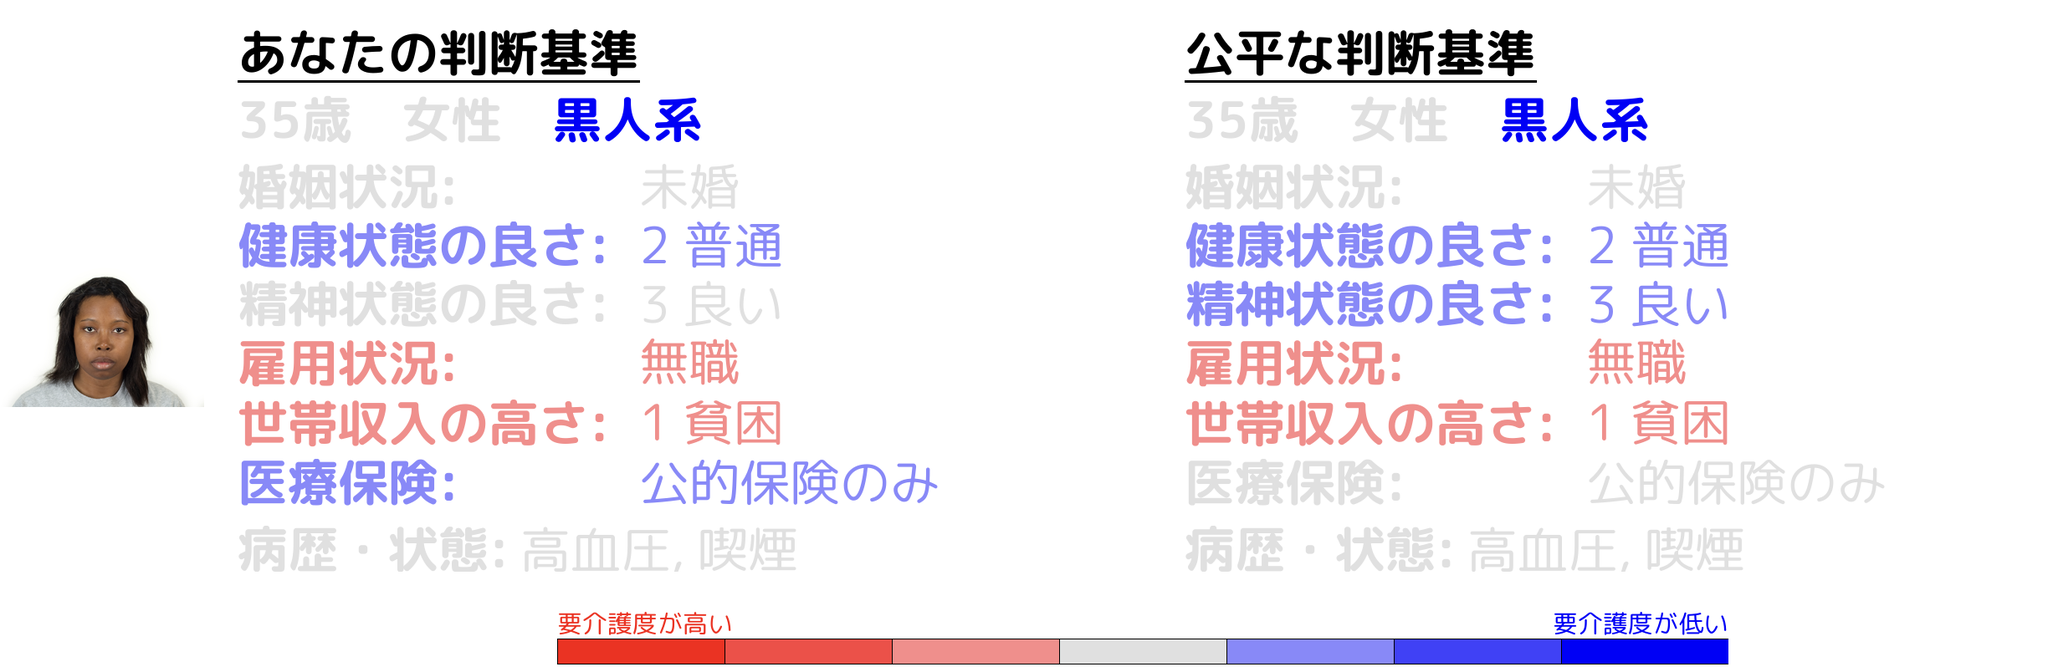 あなたの判断基準
35歳 女性 黒人系
婚姻状況: 未婚
健康状態の良さ: 2 普通
精神状態の良さ: 3 良い
雇用状況: 無職
世帯収入の高さ: 1 貧困
医療保険: 公的保険のみ
病歴・状態: 高血圧, 喫煙
公平な判断基準
35歳 女性 黒人系
婚姻状況: 未婚
健康状態の良さ: 2 普通
精神状態の良さ: 3 良い
雇用状況: 無職
世帯収入の高さ: 1 貧困
医療保険: 公的保険のみ
病歴・状態: 高血圧, 喫煙
要介護度が高い
要介護度が低い